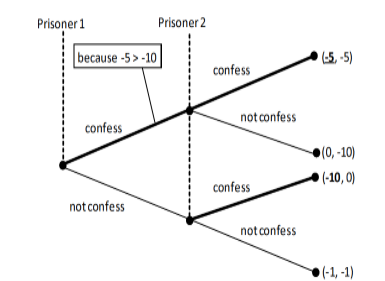 Prisoner 1
Prisoner 2
because -5 > -10
confess
(-5, -5)
confess
not confess
(0, -10)
confess
(-10, 0)
not confess
not confess
(-1, -1)